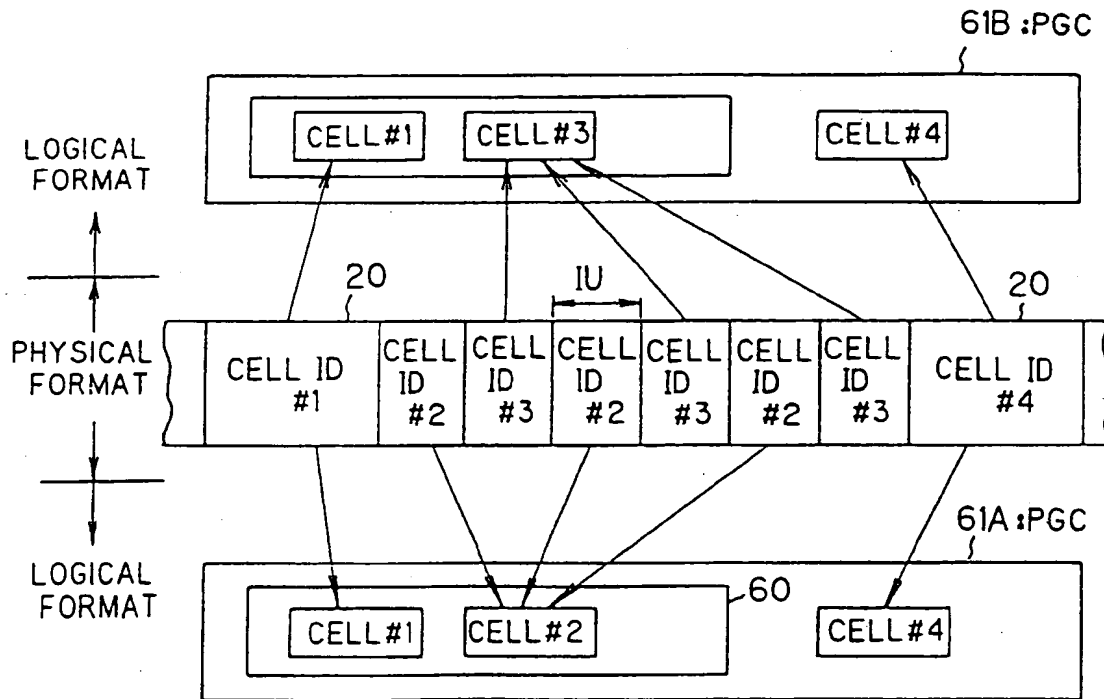 61B :PGC
CELL#1
CELL#3
CELL#4
LOGICAL
FORMAT
20
IU
20
PHYSICAL
FORMAT
CELL ID
#1
CELL
ID
#2
CELL
ID
#3
CELL
ID
#2
CELL
ID
#3
CELL
ID
#2
CELL
ID
#3
CELL ID
#4
61A :PGC
LOGICAL
FORMAT
60
CELL#1
CELL#2
CELL#4